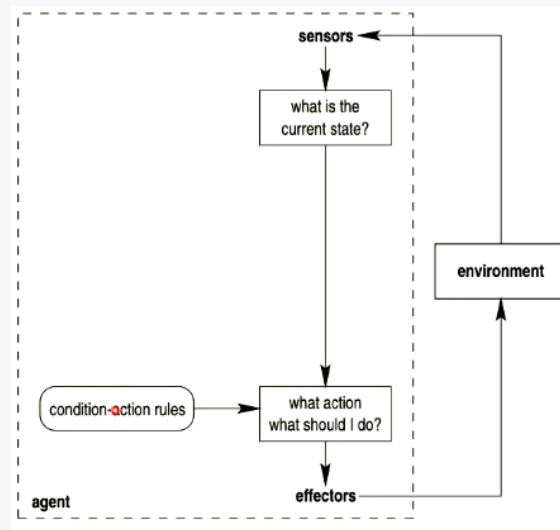 sensors
what is the
current state?
environment
condition-action rules
what action
what should I do?
effectors
agent